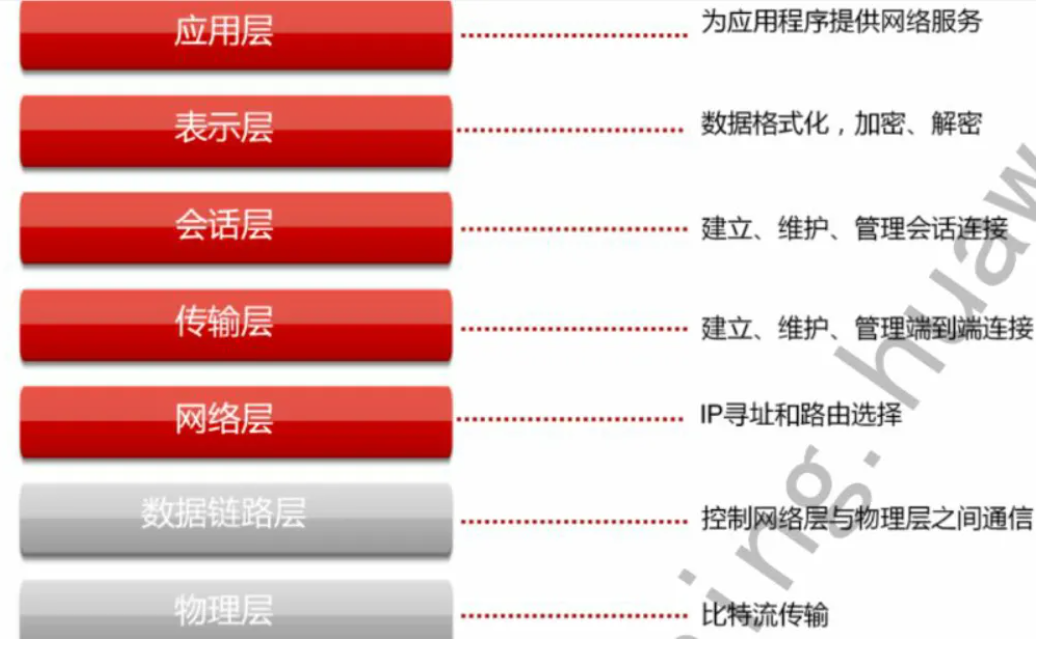 应用层 为应用程序提供网络服务
表示层 数据格式化，加密、解密
会话层 建立、维护、管理会话连接
传输层 建立、维护、管理端到端连接
网络层 IP寻址和路由选择
数据链路层 控制网络层与物理层之间通信
物理层 比特流传输
ing.huaw